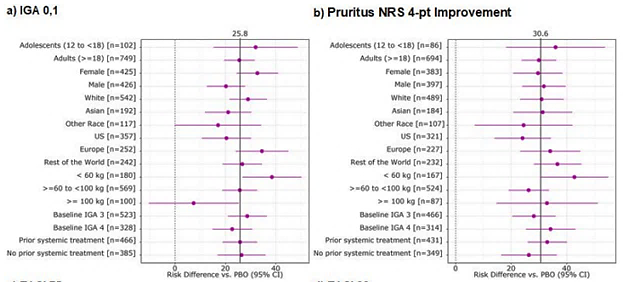 a) IGA 0,1
25.8
Adolescents (12 to <18) [n=102]
Adults (>=18) [n=749]
Female [n=425]
Male [n=426]
White [n=542]
Asian [n=192]
Other Race [n=117]
US [n=357]
Europe [n=252]
Rest of the World [n=242]
< 60 kg [n=180]
>=60 to <100 kg [n=569]
>= 100 kg [n=100]
Baseline IGA 3 [n=523]
Baseline IGA 4 [n=328]
Prior systemic treatment [n=466]
No prior systemic treatment [n=385]
0 20 40
Risk Difference vs. PBO (95% CI)
b) Pruritus NRS 4-pt Improvement
30.6
Adolescents (12 to <18) [n=86]
Adults (>=18) [n=694]
Female [n=383]
Male [n=397]
White [n=489]
Asian [n=184]
Other Race [n=107]
US [n=321]
Europe [n=227]
Rest of the World [n=232]
< 60 kg [n=167]
>=60 to <100 kg [n=524]
>= 100 kg [n=87]
Baseline IGA 3 [n=466]
Baseline IGA 4 [n=314]
Prior systemic treatment [n=431]
No prior systemic treatment [n=349]
0 20 40
Risk Difference vs. PBO (95% CI)